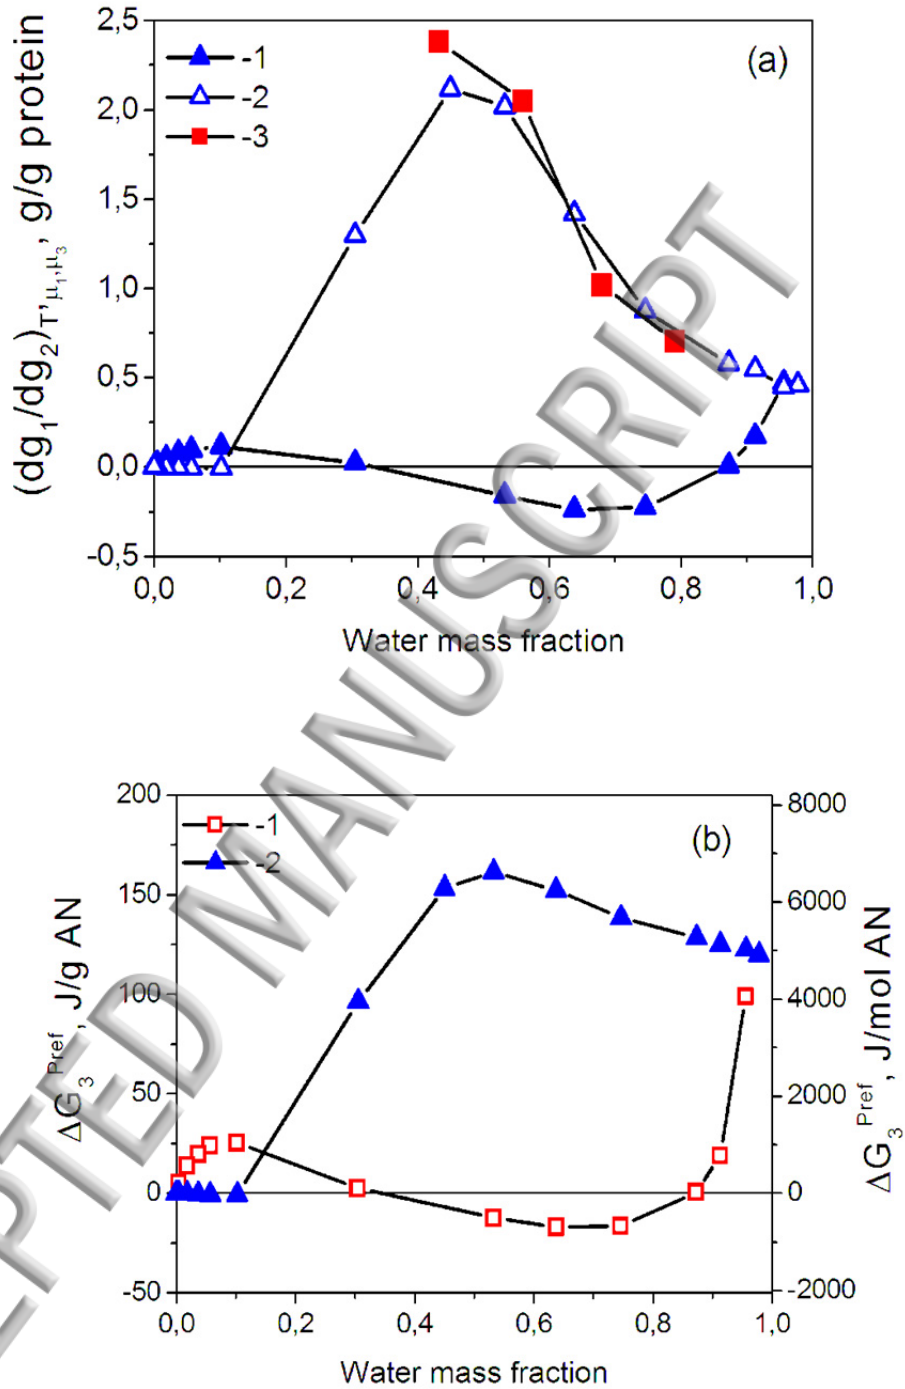 (a)
-1
-2
-3
(dg₁/dg₂)T,μ₁,μ₃, g/g protein
2,5
2,0
1,5
1,0
0,5
0,0
-0,5
0,0 0,2 0,4 0,6 0,8 1,0
Water mass fraction
EPTED MANUSCRIPT
(b)
-1
-2
ΔG₃ᴾʳᵉᶠ, J/g AN
200
150
100
50
0
-50
8000
6000
4000
2000
0
-2000
ΔG₃ᴾʳᵉᶠ, J/mol AN
0,0 0,2 0,4 0,6 0,8 1,0
Water mass fraction